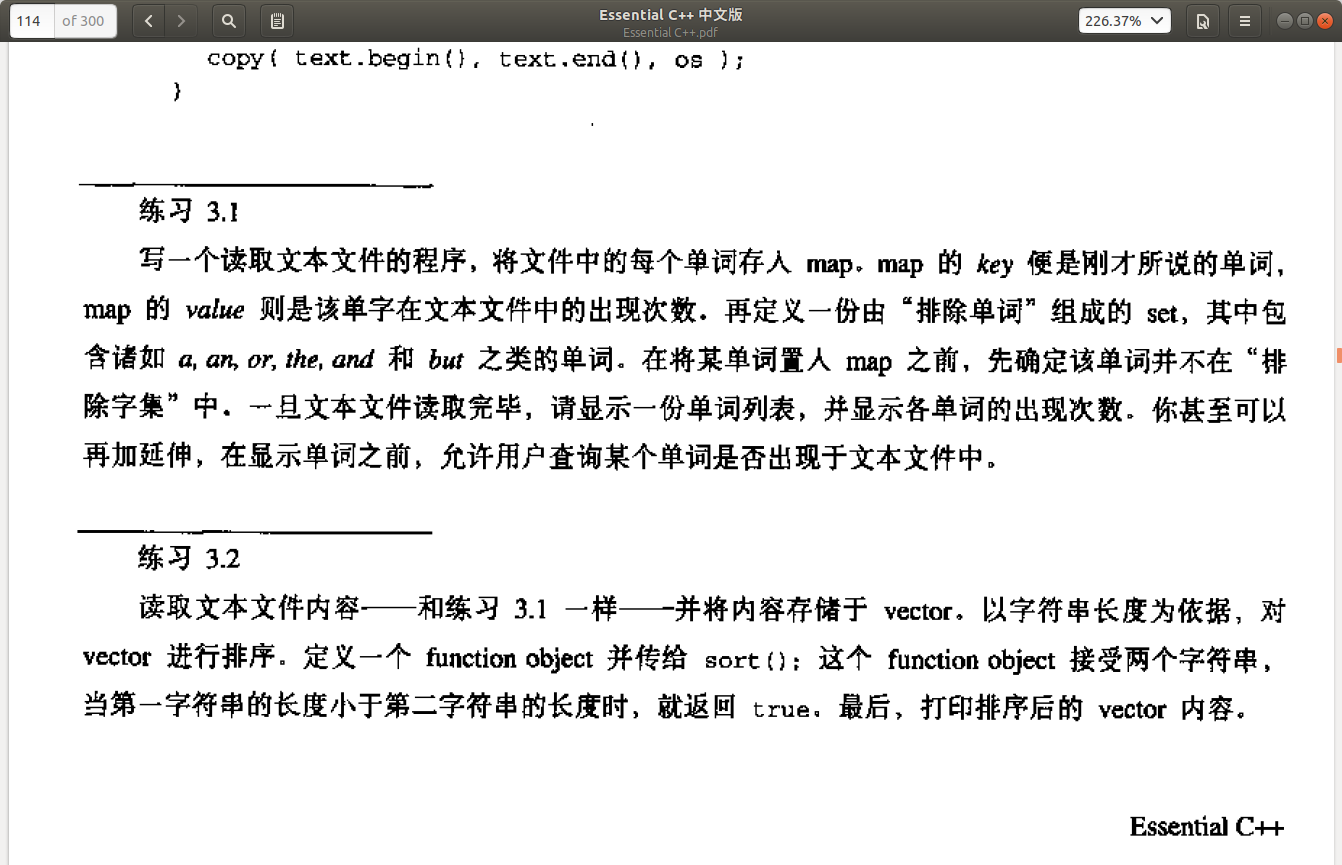 114 of 300
Essential C++ 中文版
Essential C++.pdf
226.37%
copy( text.begin(), text.end(), os );
}
练习 3.1
写一个读取文本文件的程序，将文件中的每个单词存入 map。map 的 key 便是刚才所说的单词，
map 的 value 则是该单字在文本文件中的出现次数。再定义一份由“排除单词”组成的 set，其中包
含诸如 a, an, or, the, and 和 but 之类的单词。在将某单词置入 map 之前，先确定该单词并不在“排
除字集”中。一旦文本文件读取完毕，请显示一份单词列表，并显示各单词的出现次数。你甚至可以
再加延伸，在显示单词之前，允许用户查询某个单词是否出现于文本文件中。
练习 3.2
读取文本文件内容——和练习 3.1 一样——并将内容存储于 vector。以字符串长度为依据，对
vector 进行排序。定义一个 function object 并传给 sort()；这个 function object 接受两个字符串，
当第一字符串的长度小于第二字符串的长度时，就返回 true。最后，打印排序后的 vector 内容。
Essential C++